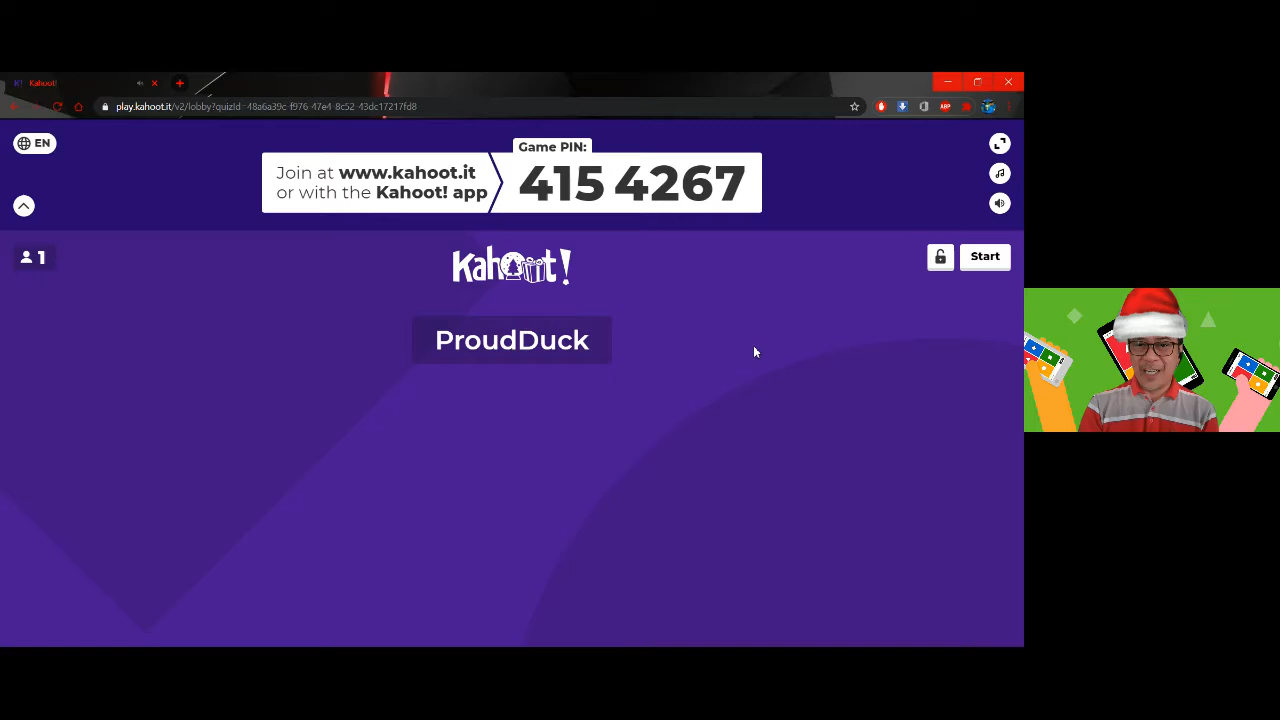 Kahoot!
play.kahoot.it/v2/lobby?quizId=48a6a39c-f976-47e4-8c52-43dc17217fd8
ABP
EN
Join at www.kahoot.it
or with the Kahoot! app
Game PIN:
415 4267
1
Kahoot!
Start
ProudDuck